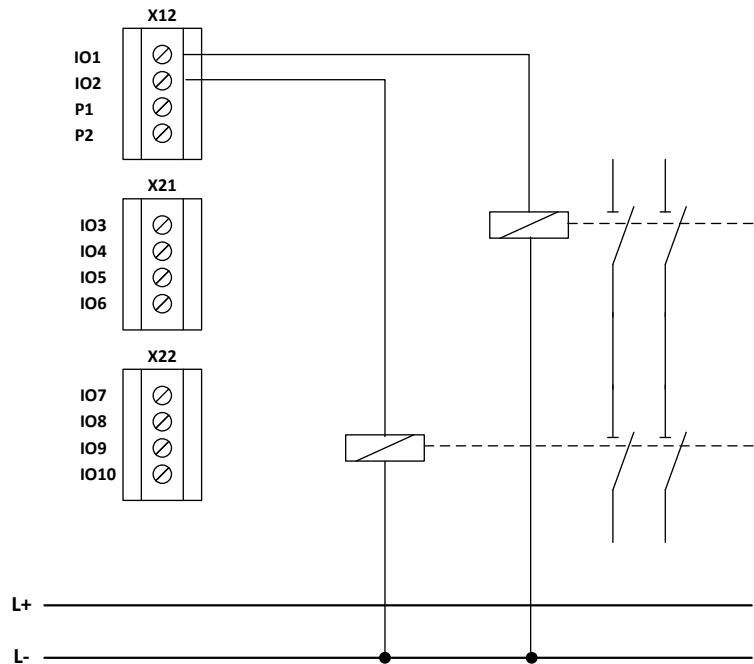 X12
IO1
IO2
P1
P2
X21
IO3
IO4
IO5
IO6
X22
IO7
IO8
IO9
IO10
L+
L-